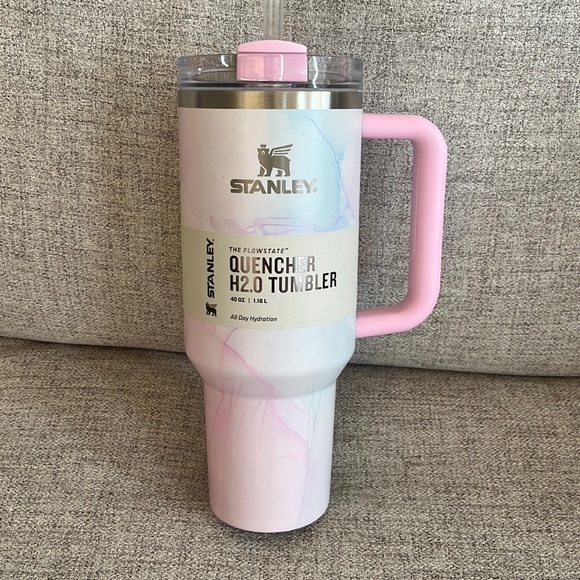 STANLEY
THE FLOWSTATE™
QUENCHER
H2.0 TUMBLER
40 OZ | 1.18 L
All Day Hydration
STANLEY